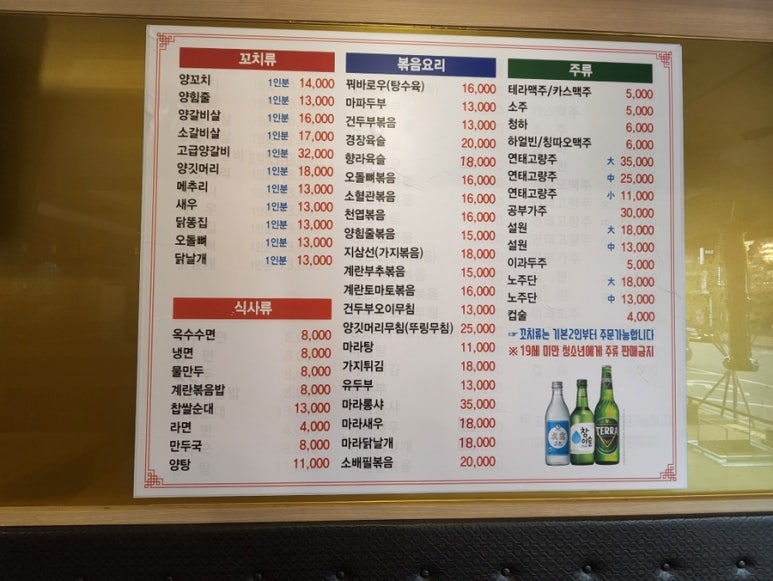 꼬치류
양꼬치 1인분 14,000
양힘줄 1인분 13,000
양갈비살 1인분 16,000
소갈비살 1인분 17,000
고급양갈비 1인분 32,000
양깃머리 1인분 18,000
메추리 1인분 13,000
새우 1인분 13,000
닭똥집 1인분 13,000
오돌뼈 1인분 13,000
닭날개 1인분 13,000
식사류
옥수수면 8,000
냉면 8,000
물만두 8,000
계란볶음밥 8,000
찹쌀순대 13,000
라면 4,000
만두국 8,000
양탕 11,000
볶음요리
꿔바로우(탕수육) 16,000
마파두부 13,000
건두부볶음 13,000
경장육슬 20,000
향라육슬 18,000
오돌뼈볶음 16,000
소혈관볶음 16,000
천엽볶음 16,000
양힘줄볶음 15,000
지삼선(가지볶음) 18,000
계란부추볶음 15,000
계란토마토볶음 16,000
건두부오이무침 13,000
양깃머리무침(뚜링무침) 25,000
마라탕 11,000
가지튀김 18,000
유두부 13,000
마라롱샤 35,000
마라새우 18,000
마라닭날개 18,000
소배필볶음 20,000
주류
테라맥주/카스맥주 5,000
소주 5,000
청하 6,000
하얼빈/칭따오맥주 6,000
연태고량주 大 35,000
연태고량주 中 25,000
연태고량주 小 11,000
공부가주 30,000
설원 大 18,000
설원 中 13,000
이과두주 5,000
노주단 大 18,000
노주단 中 13,000
컵술 4,000
☞ 꼬치류는 기본2인부터 주문가능합니다
※ 19세 미안 청소년에게 주류 판매금지
참이슬
TERRA